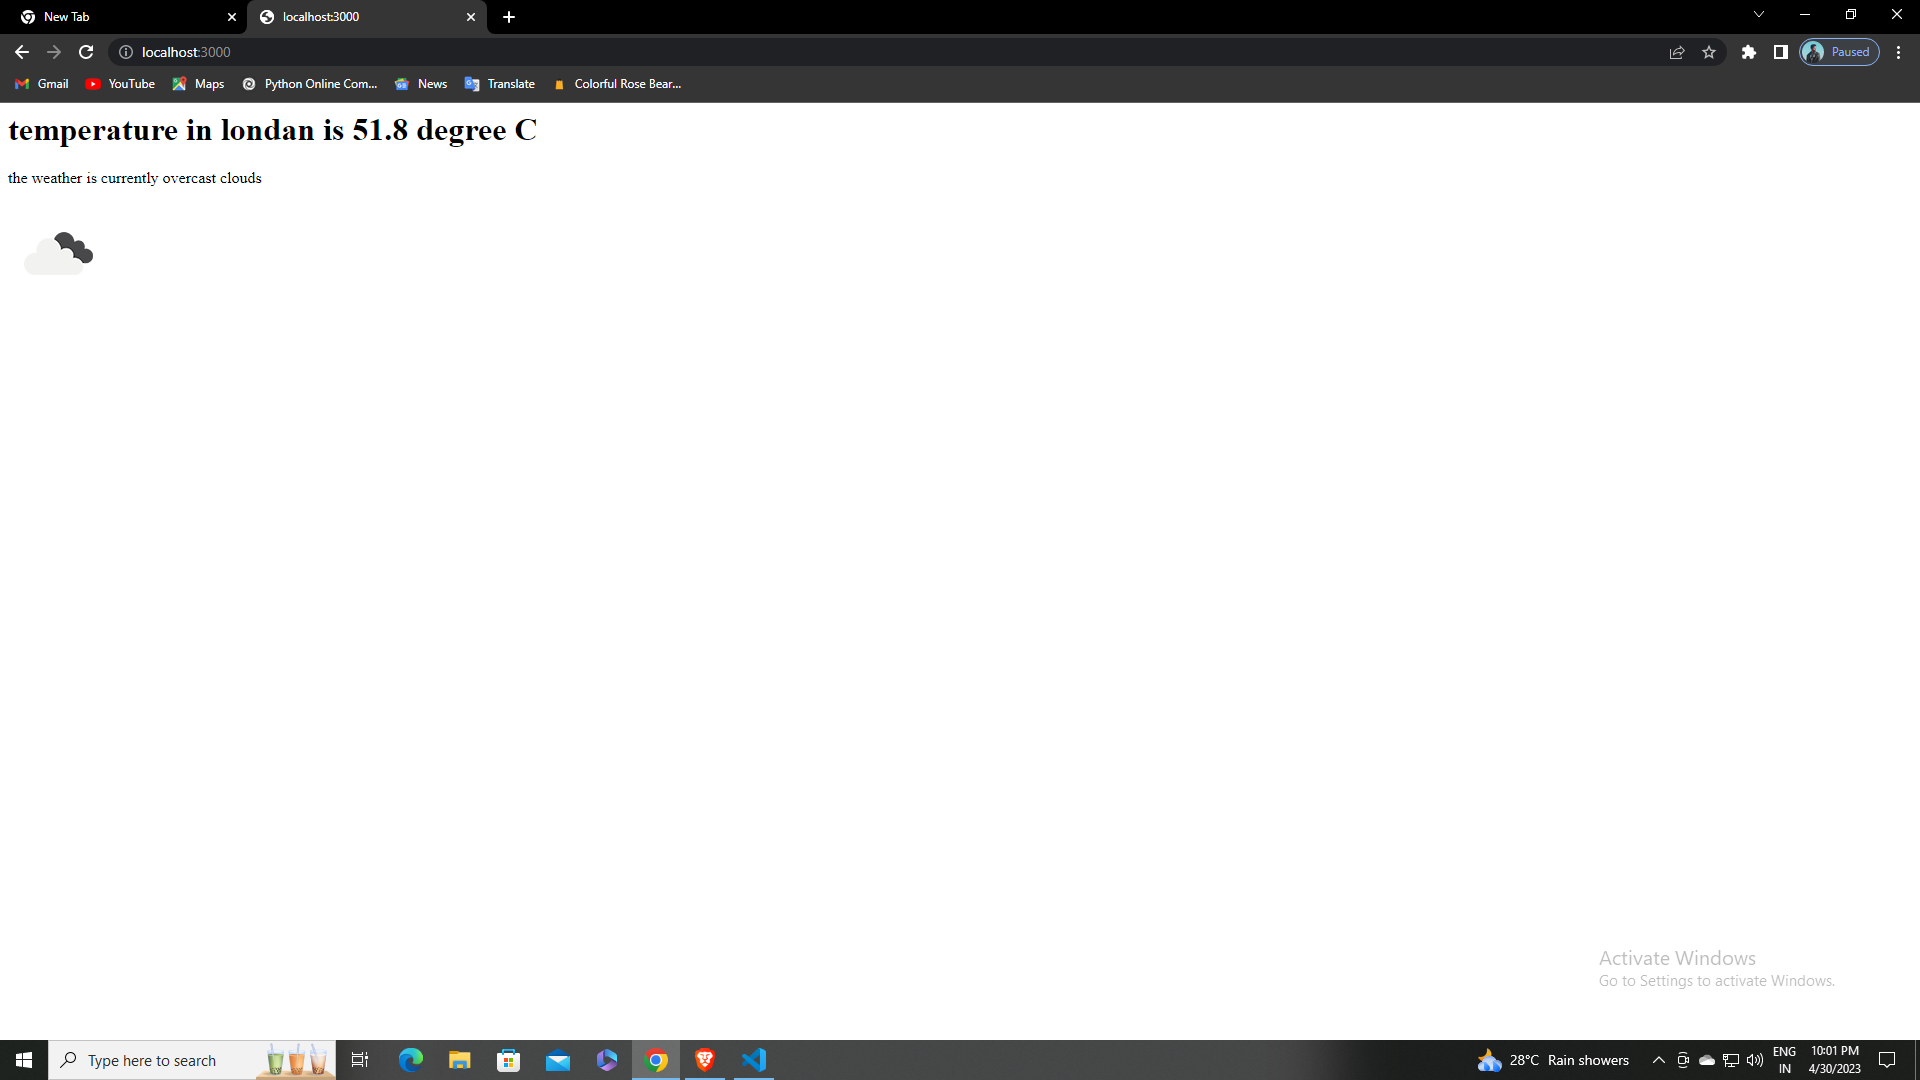 New Tab
localhost:3000
localhost:3000
Paused
Gmail
YouTube
Maps
Python Online Com...
News
Translate
Colorful Rose Bear...
temperature in londan is 51.8 degree C
the weather is currently overcast clouds
Activate Windows
Go to Settings to activate Windows.
Type here to search
28°C Rain showers
ENG
IN
10:01 PM
4/30/2023